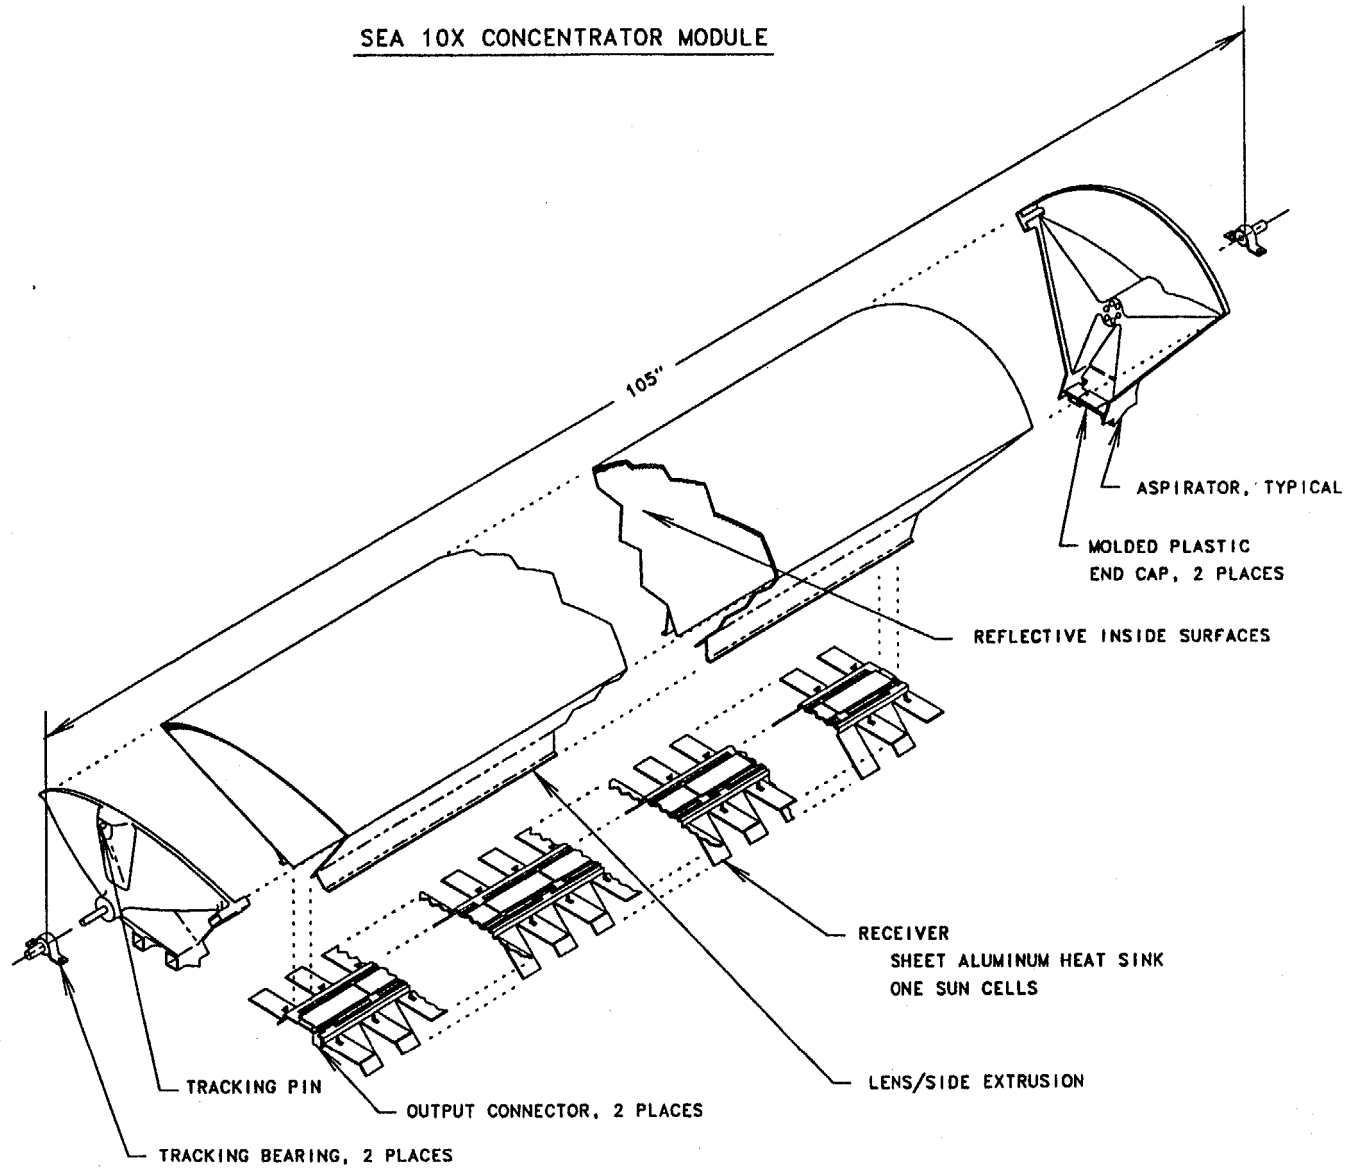 SEA 10X CONCENTRATOR MODULE
105"
ASPIRATOR, TYPICAL
MOLDED PLASTIC
END CAP, 2 PLACES
REFLECTIVE INSIDE SURFACES
RECEIVER
SHEET ALUMINUM HEAT SINK
ONE SUN CELLS
LENS/SIDE EXTRUSION
TRACKING PIN
OUTPUT CONNECTOR, 2 PLACES
TRACKING BEARING, 2 PLACES